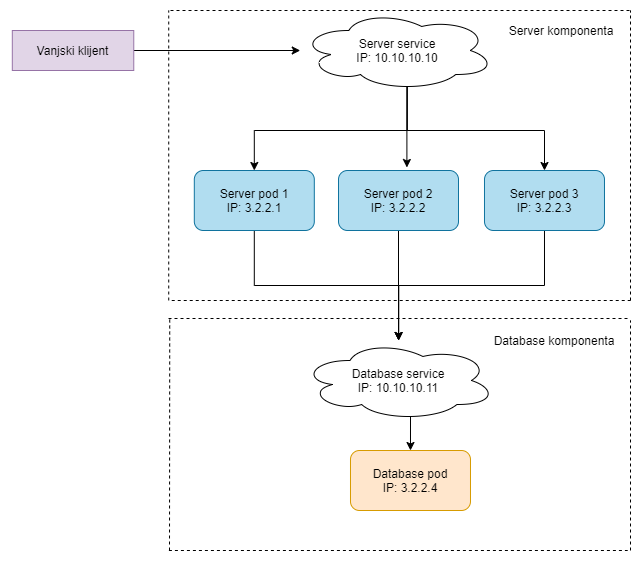 Vanjski klijent
Server komponenta
Server service
IP: 10.10.10.10
Server pod 1
IP: 3.2.2.1
Server pod 2
IP: 3.2.2.2
Server pod 3
IP: 3.2.2.3
Database komponenta
Database service
IP: 10.10.10.11
Database pod
IP: 3.2.2.4